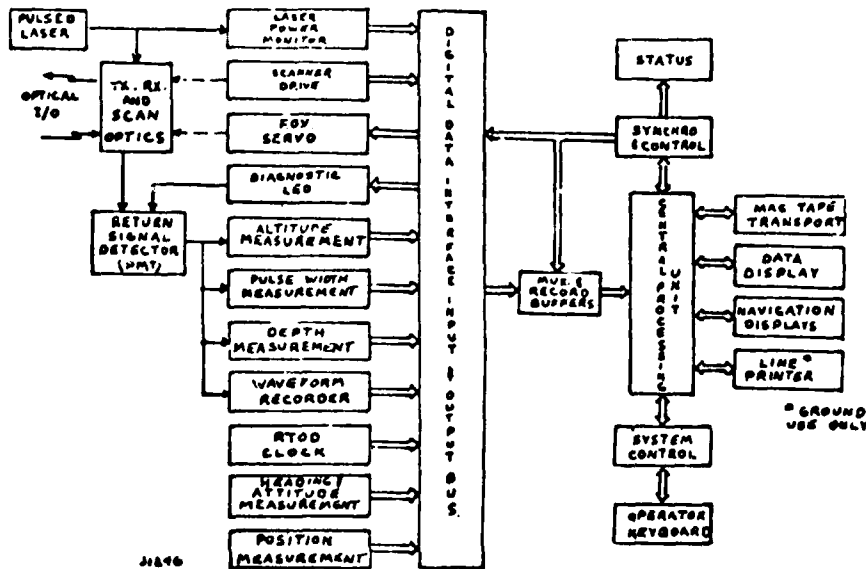 PULSED
LASER
LASER
POWER
MONITOR
SCANNER
DRIVE
TX. RX.
AND
SCAN
OPTICS
OPTICAL
I/O
FOV
SERVO
DIAGNOSTIC
LED
RETURN
SIGNAL
DETECTOR
(PMT)
ALTITUDE
MEASUREMENT
PULSE WIDTH
MEASUREMENT
DEPTH
MEASUREMENT
WAVEFORM
RECORDER
RTOD
CLOCK
HEADING/
ATTITUDE
MEASUREMENT
POSITION
MEASUREMENT
DIGITAL DATA INTERFACE INPUT & OUTPUT BUS.
STATUS
SYNCHRO
& CONTROL
MUX. &
RECORD
BUFFERS
CENTRAL PROCESSING
UNIT
MAG TAPE
TRANSPORT
DATA
DISPLAY
NAVIGATION
DISPLAYS
LINE *
PRINTER
* GROUND
USE ONLY
SYSTEM
CONTROL
OPERATOR
KEYBOARD